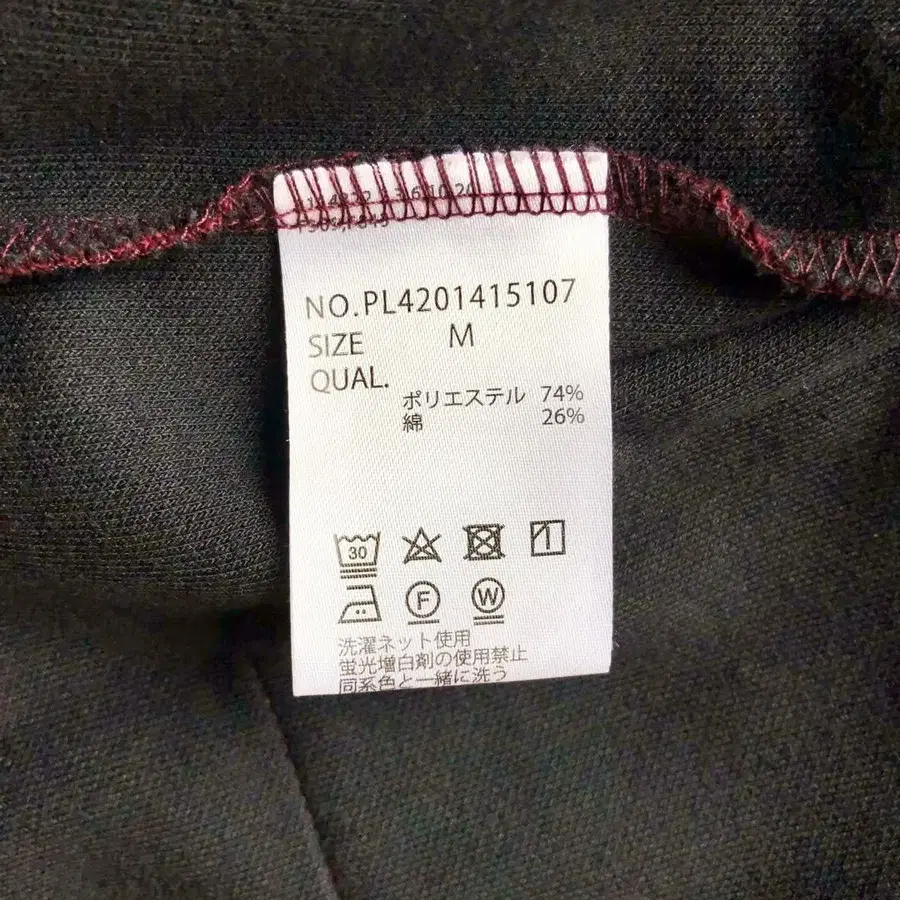 NO.PL4201415107
SIZE M
QUAL.
ポリエステル 74%
綿 26%
30
F W
洗濯ネット使用
蛍光増白剤の使用禁止
同系色と一緒に洗う